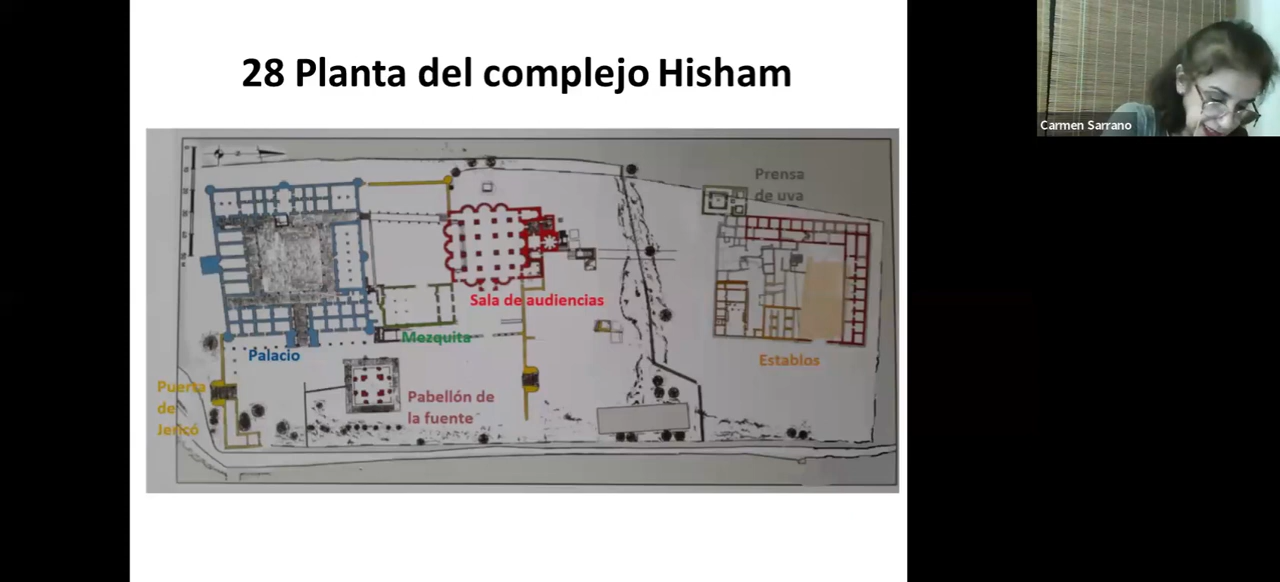 28 Planta del complejo Hisham
Carmen Sarrano
Prensa
de uva
Sala de audiencias
Mezquita
Palacio
Establos
Puerta
de
Jericó
Pabellón de
la fuente